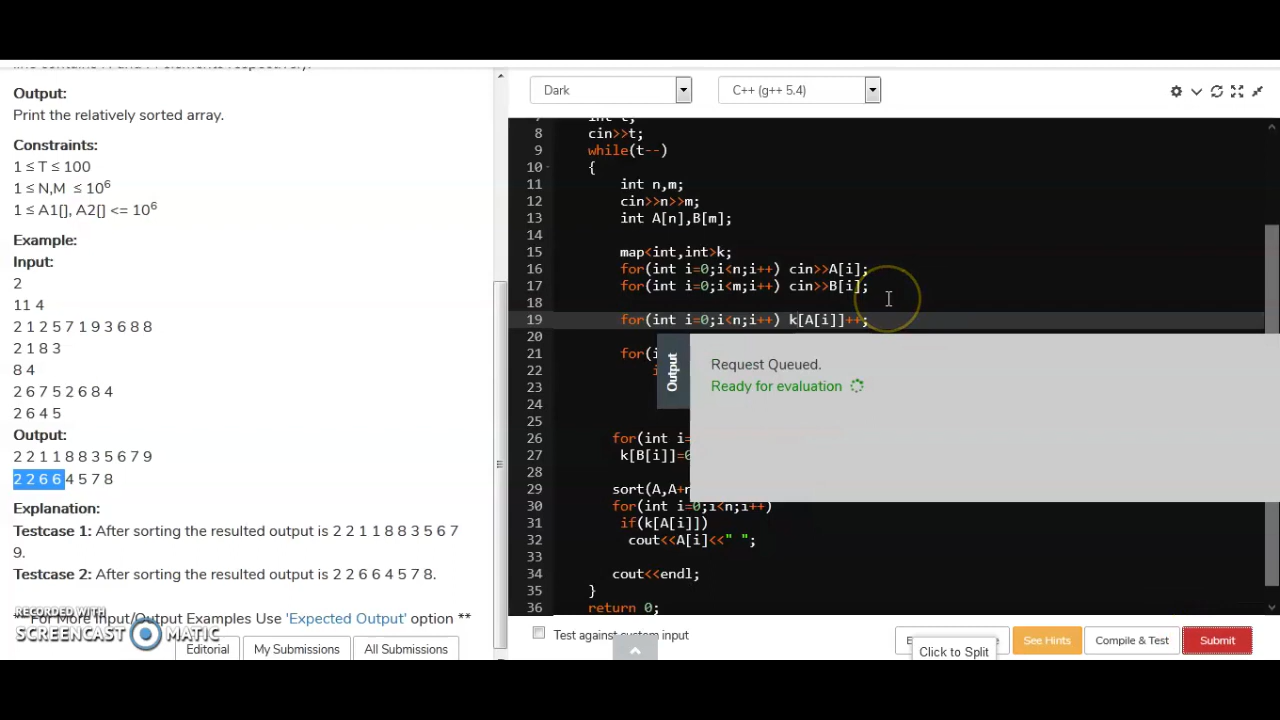 Output:
Print the relatively sorted array.
Constraints:
1 ≤ T ≤ 100
1 ≤ N,M ≤ 10⁶
1 ≤ A1[], A2[] <= 10⁶
Example:
Input:
2
11 4
2 1 2 5 7 1 9 3 6 8 8
2 1 8 3
8 4
2 6 7 5 2 6 8 4
2 6 4 5
Output:
2 2 1 1 8 8 3 5 6 7 9
2 2 6 6 4 5 7 8
Explanation:
Testcase 1: After sorting the resulted output is 2 2 1 1 8 8 3 5 6 7
9.
Testcase 2: After sorting the resulted output is 2 2 6 6 4 5 7 8.
**For More Input/Output Examples Use 'Expected Output' option **
RECORDED WITH
SCREENCAST MATIC
Editorial My Submissions All Submissions
Dark C++ (g++ 5.4)
7 int t;
8 cin>>t;
9 while(t--)
10 {
11 int n,m;
12 cin>>n>>m;
13 int A[n],B[m];
14
15 map<int,int>k;
16 for(int i=0;i<n;i++) cin>>A[i];
17 for(int i=0;i<m;i++) cin>>B[i];
18
19 for(int i=0;i<n;i++) k[A[i]]++;
20
21 for(i
22 i
23
24
25
26 for(int i=
27 k[B[i]]=0
28
29 sort(A,A+n
30 for(int i=0;i<n;i++)
31 if(k[A[i]])
32 cout<<A[i]<<" ";
33
34 cout<<endl;
35 }
36 return 0;
Output
Request Queued.
Ready for evaluation
Test against custom input
See Hints Compile & Test Submit
Click to Split